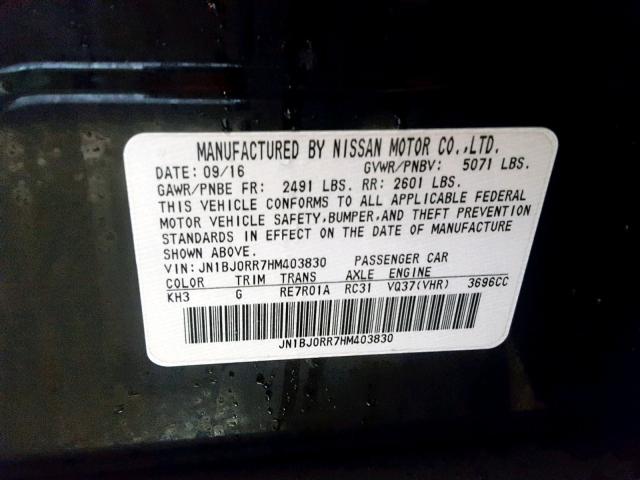 MANUFACTURED BY NISSAN MOTOR CO.,LTD.
DATE: 09/16 GVWR/PNBV: 5071 LBS.
GAWR/PNBE FR: 2491 LBS. RR: 2601 LBS.
THIS VEHICLE CONFORMS TO ALL APPLICABLE FEDERAL
MOTOR VEHICLE SAFETY,BUMPER,AND THEFT PREVENTION
STANDARDS IN EFFECT ON THE DATE OF MANUFACTURE
SHOWN ABOVE.
VIN:JN1BJ0RR7HM403830 PASSENGER CAR
COLOR TRIM TRANS AXLE ENGINE
KH3 G RE7R01A RC31 VQ37(VHR) 3696CC
JN1BJ0RR7HM403830